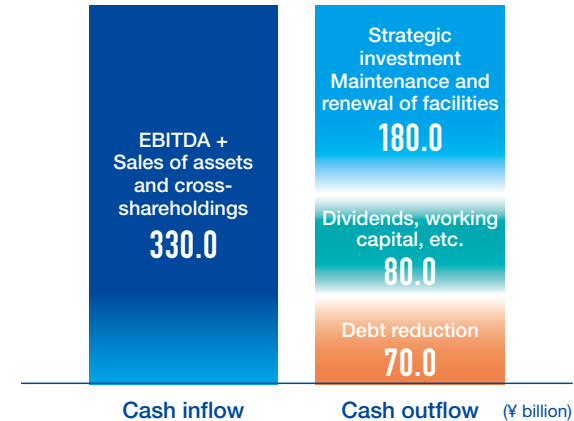 EBITDA +
Sales of assets
and cross-
shareholdings
330.0
Strategic
investment
Maintenance and
renewal of facilities
180.0
Dividends, working
capital, etc.
80.0
Debt reduction
70.0
Cash inflow
Cash outflow
(¥ billion)